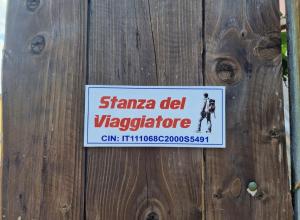 Stanza del
Viaggiatore
CIN: IT111068C2000S5491